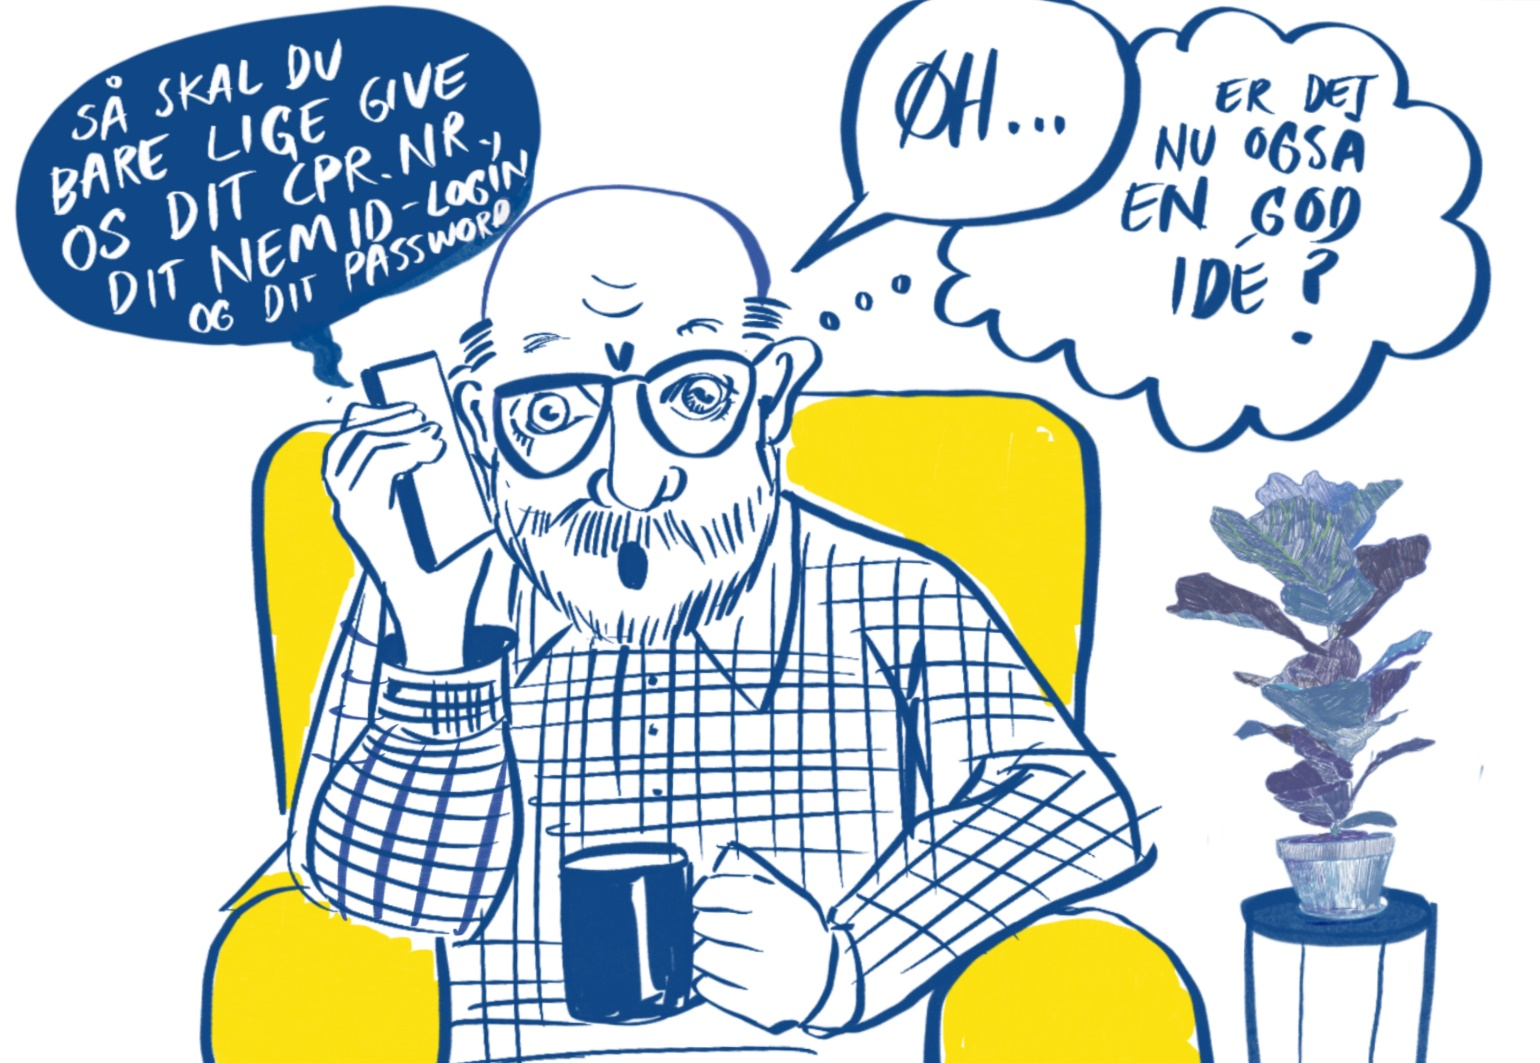 SÅ SKAL DU
BARE LIGE GIVE
OS DIT CPR.NR.,
DIT NEMID-LOGIN
OG DIT PASSWORD
ØH...
ER DET
NU OGSÅ
EN GOD
IDÉ?